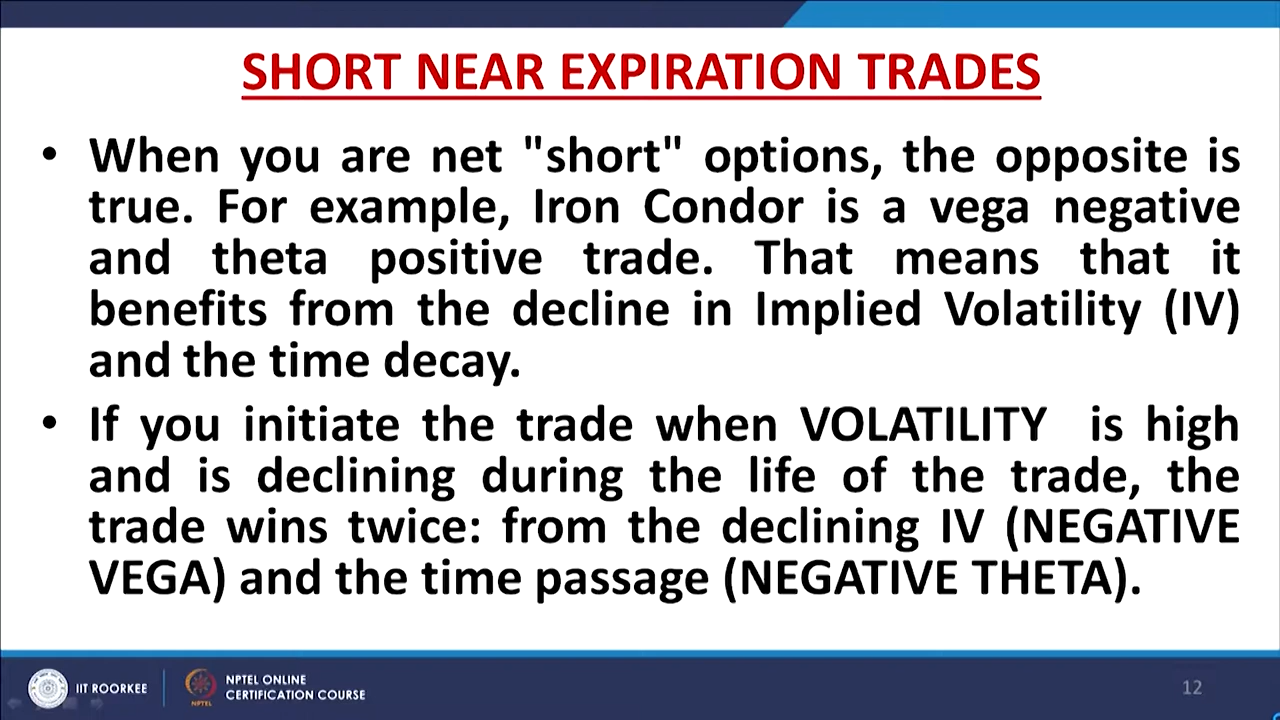 SHORT NEAR EXPIRATION TRADES
• When you are net "short" options, the opposite is
true. For example, Iron Condor is a vega negative
and theta positive trade. That means that it
benefits from the decline in Implied Volatility (IV)
and the time decay.
• If you initiate the trade when VOLATILITY is high
and is declining during the life of the trade, the
trade wins twice: from the declining IV (NEGATIVE
VEGA) and the time passage (NEGATIVE THETA).
IIT ROORKEE
NPTEL
NPTEL ONLINE
CERTIFICATION COURSE
12